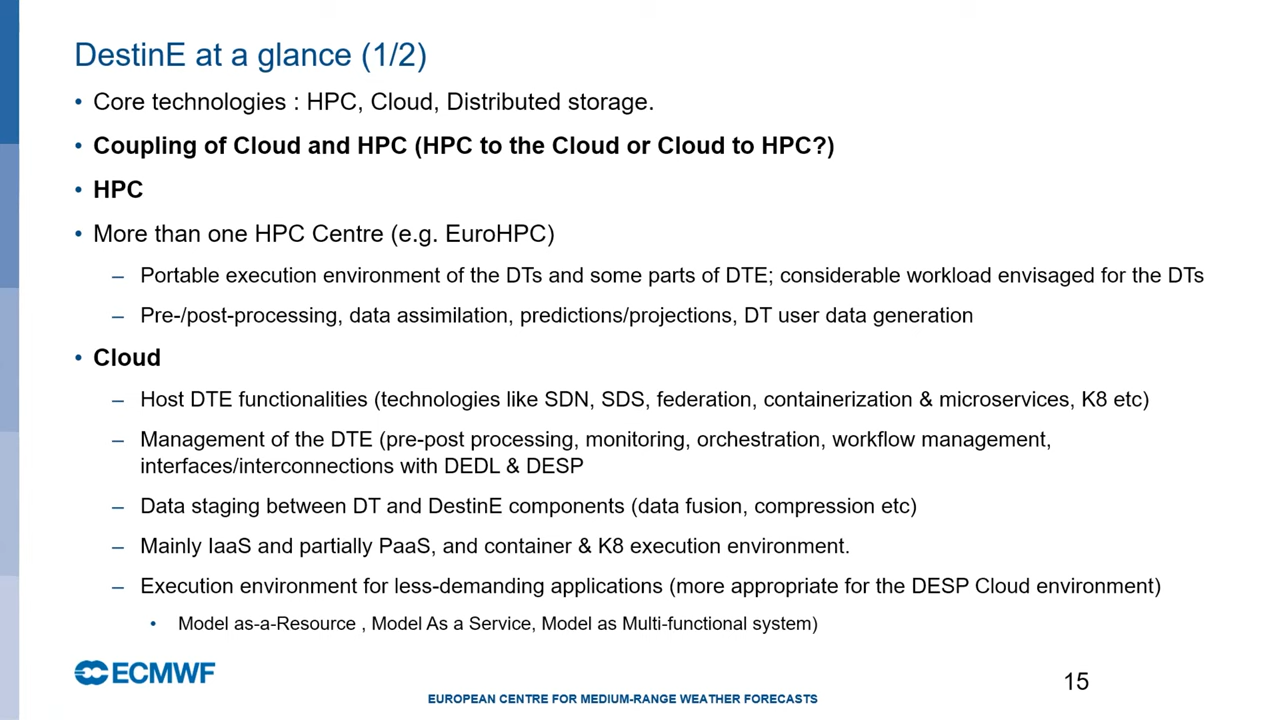 DestinE at a glance (1/2)
• Core technologies : HPC, Cloud, Distributed storage.
• Coupling of Cloud and HPC (HPC to the Cloud or Cloud to HPC?)
• HPC
• More than one HPC Centre (e.g. EuroHPC)
– Portable execution environment of the DTs and some parts of DTE; considerable workload envisaged for the DTs
– Pre-/post-processing, data assimilation, predictions/projections, DT user data generation
• Cloud
– Host DTE functionalities (technologies like SDN, SDS, federation, containerization & microservices, K8 etc)
– Management of the DTE (pre-post processing, monitoring, orchestration, workflow management,
interfaces/interconnections with DEDL & DESP
– Data staging between DT and DestinE components (data fusion, compression etc)
– Mainly IaaS and partially PaaS, and container & K8 execution environment.
– Execution environment for less-demanding applications (more appropriate for the DESP Cloud environment)
• Model as-a-Resource , Model As a Service, Model as Multi-functional system)
ECMWF
EUROPEAN CENTRE FOR MEDIUM-RANGE WEATHER FORECASTS
15